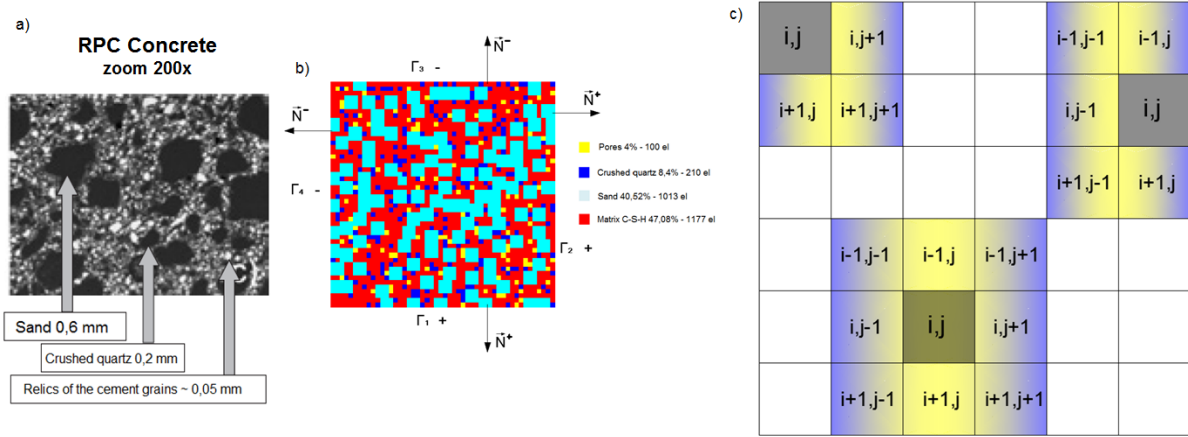 a)
RPC Concrete
zoom 200x
Sand 0,6 mm
Crushed quartz 0,2 mm
Relics of the cement grains ~ 0,05 mm
b)
Γ₃ -
N⁻
N⁻
N⁺
Γ₄ -
Γ₂ +
Γ₁ +
N⁺
Pores 4% - 100 el
Crushed quartz 8,4% - 210 el
Sand 40,52% - 1013 el
Matrix C-S-H 47,08% - 1177 el
c)
i,j i,j+1 i-1,j-1 i-1,j
i+1,j i+1,j+1 i,j-1 i,j
i+1,j-1 i+1,j
i-1,j-1 i-1,j i-1,j+1
i,j-1 i,j i,j+1
i+1,j-1 i+1,j i+1,j+1